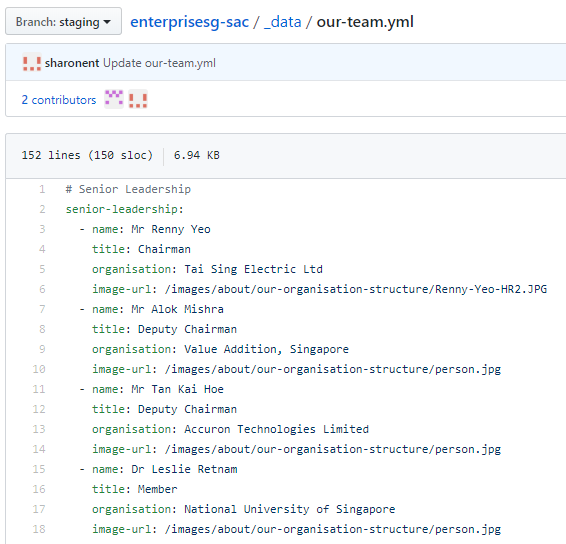 Branch: staging
enterprisesg-sac / _data / our-team.yml
sharonent Update our-team.yml
2 contributors
152 lines (150 sloc) 6.94 KB
1 # Senior Leadership
2 senior-leadership:
3 - name: Mr Renny Yeo
4 title: Chairman
5 organisation: Tai Sing Electric Ltd
6 image-url: /images/about/our-organisation-structure/Renny-Yeo-HR2.JPG
7 - name: Mr Alok Mishra
8 title: Deputy Chairman
9 organisation: Value Addition, Singapore
10 image-url: /images/about/our-organisation-structure/person.jpg
11 - name: Mr Tan Kai Hoe
12 title: Deputy Chairman
13 organisation: Accuron Technologies Limited
14 image-url: /images/about/our-organisation-structure/person.jpg
15 - name: Dr Leslie Retnam
16 title: Member
17 organisation: National University of Singapore
18 image-url: /images/about/our-organisation-structure/person.jpg